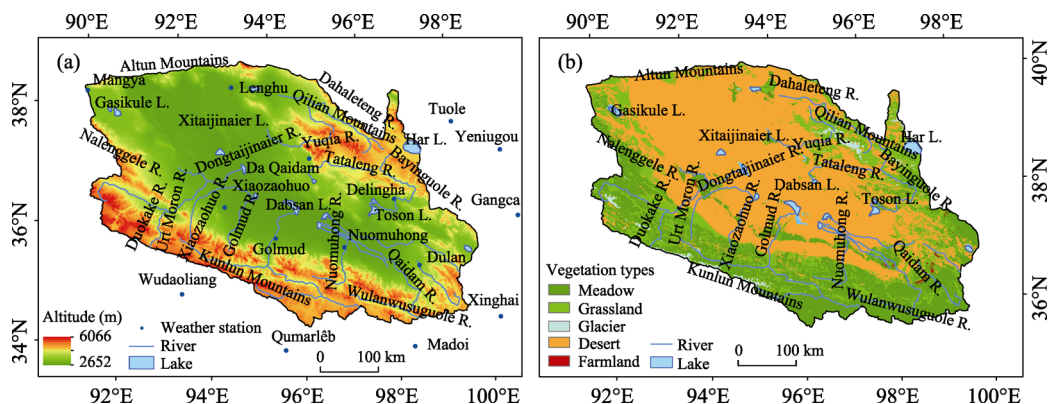 90°E 92°E 94°E 96°E 98°E 100°E
(a)
Altun Mountains
Mangya
Lenghu
Dahaleteng R.
Gasikule L.
Qilian Mountains
Tuole
Xitaijinaier L.
Yuqia R.
Har L.
Yeniugou
Nalenggele R.
Dongtaijinaier R.
Tataleng R.
Bayinguole R.
Da Qaidam
Xiaozaohuo
Delingha
Gangca
Duokake R.
Urt Moron R.
Xiaozaohuo R.
Golmud R.
Dabsan L.
Toson L.
Nuomuhong R.
Nuomuhong
Golmud
Dulan
Qaidam R.
Kunlun Mountains
Wudaoliang
Wulanwusuguole R.
Xinghai
Qumarlêb
Madoi
Altitude (m)
6066
2652
Weather station
River
Lake
0 100 km
38°N
36°N
34°N
92°E 94°E 96°E 98°E 100°E
90°E 92°E 94°E 96°E 98°E
(b)
Altun Mountains
Dahaleteng R.
Gasikule L.
Qilian Mountains
Xitaijinaier L.
Yuqia R.
Har L.
Nalenggele R.
Dongtaijinaier R.
Tataleng R.
Bayinguole R.
Dabsan L.
Toson L.
Duokake R.
Urt Moron R.
Xiaozaohuo R.
Golmud R.
Nuomuhong R.
Qaidam R.
Kunlun Mountains
Wulanwusuguole R.
Vegetation types
Meadow
Grassland
Glacier
Desert
Farmland
River
Lake
0 100 km
40°N
38°N
36°N
92°E 94°E 96°E 98°E 100°E